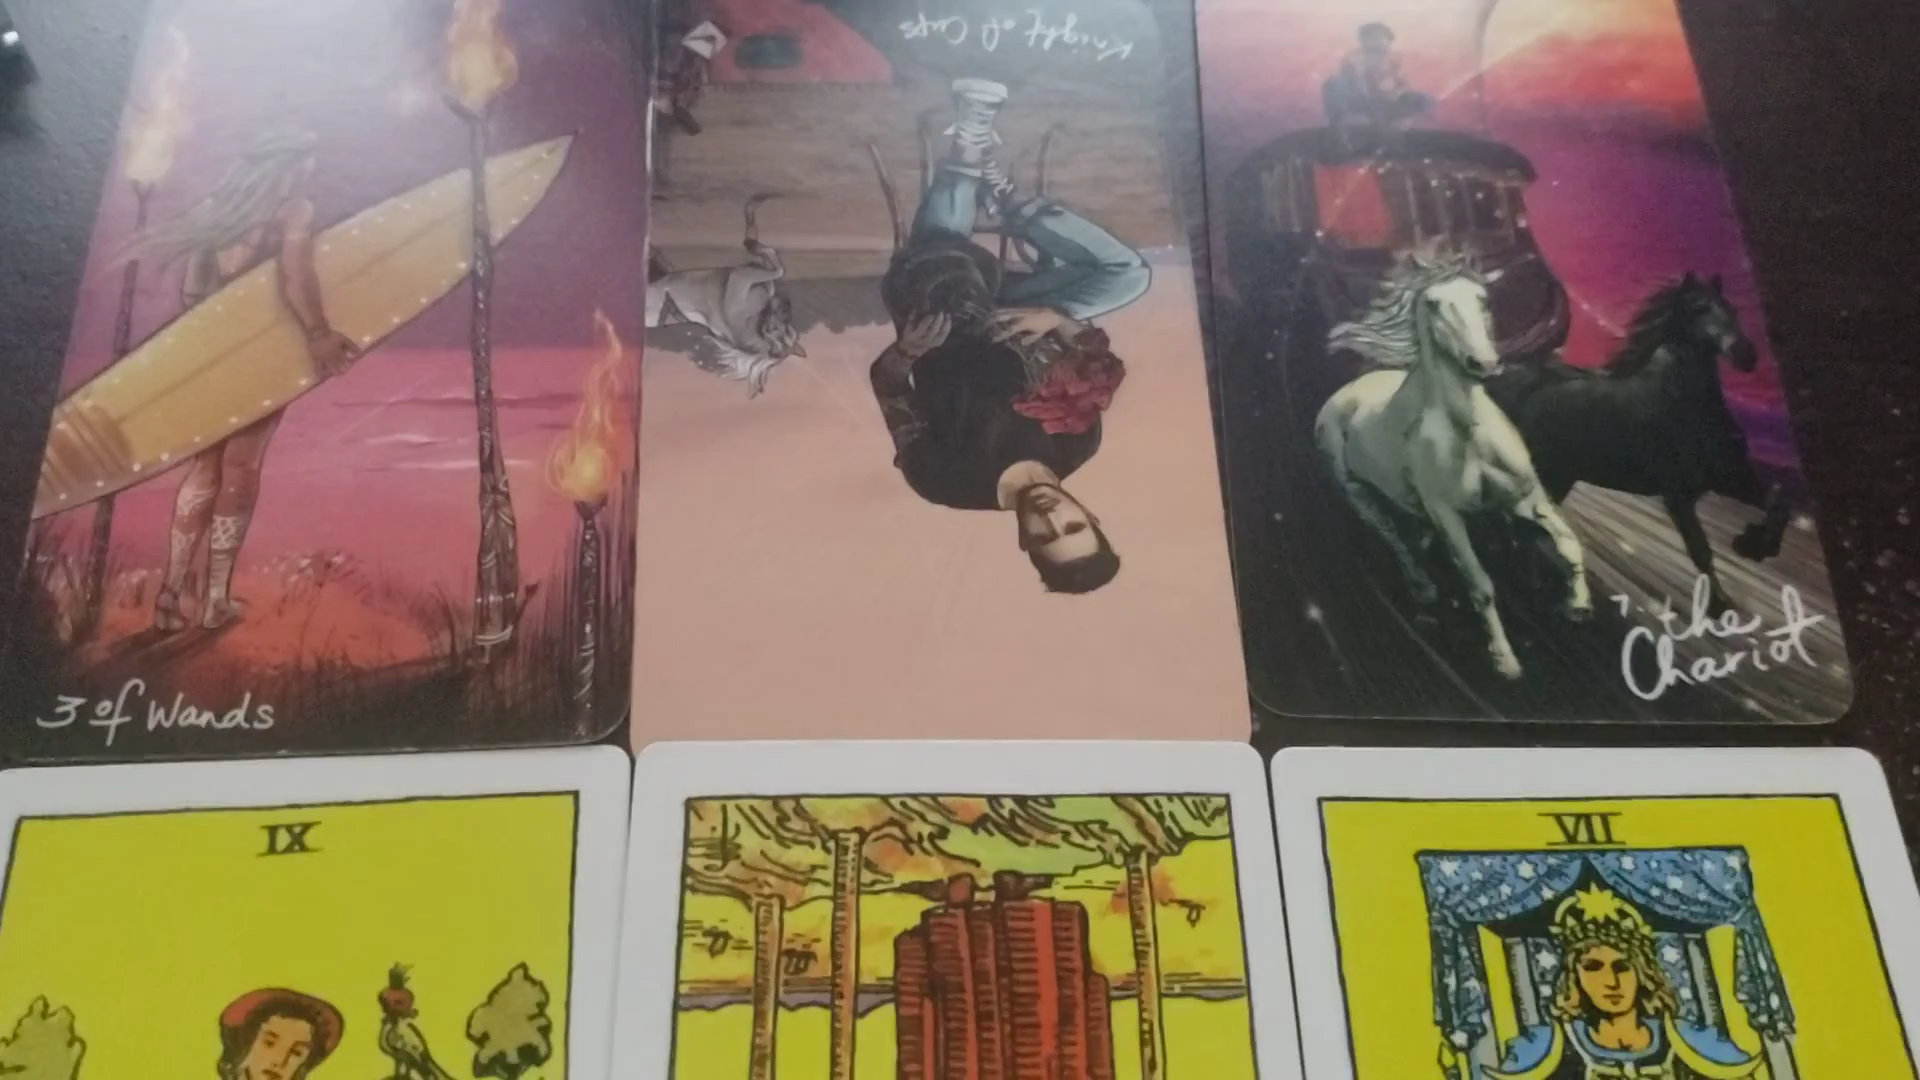 Knight of Cups
7. the
Chariot
3 of Wands
IX
VII